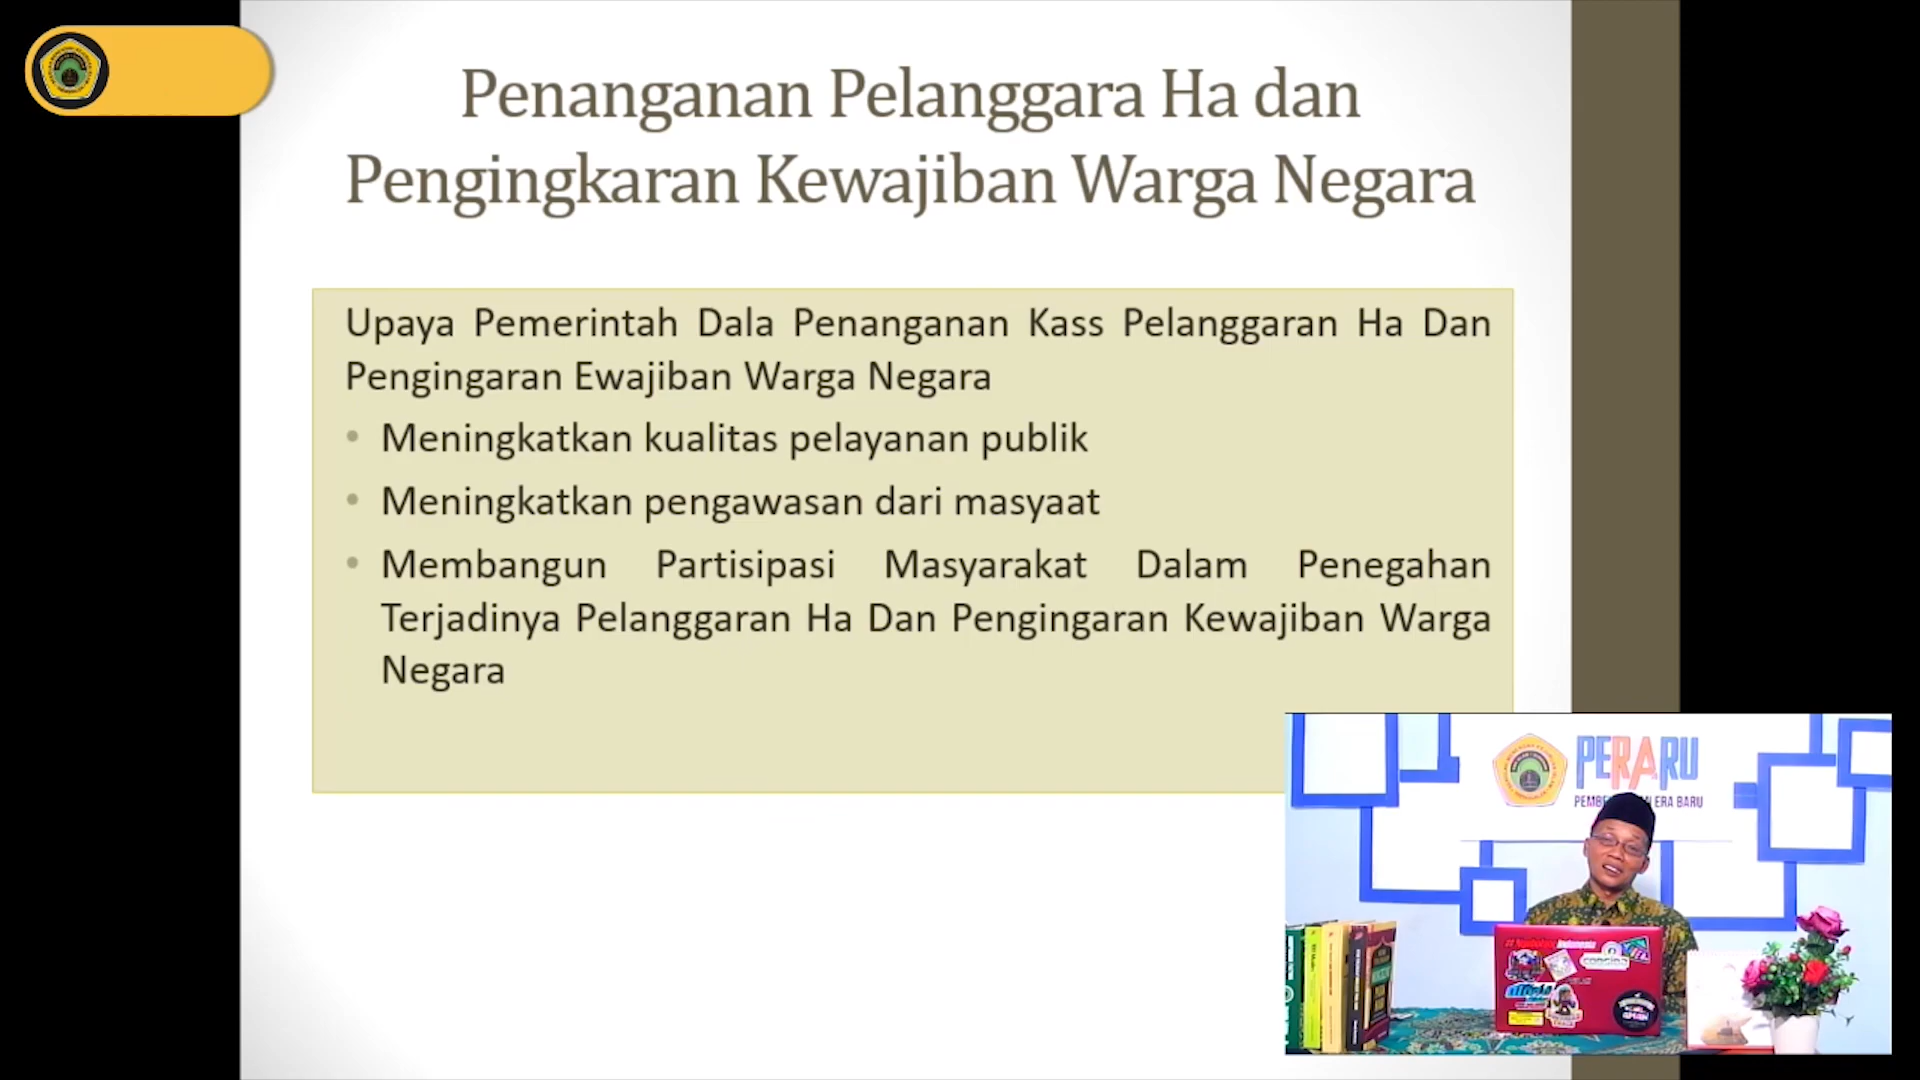 Penanganan Pelanggara Ha dan
Pengingkaran Kewajiban Warga Negara
Upaya Pemerintah Dala Penanganan Kass Pelanggaran Ha Dan
Pengingaran Ewajiban Warga Negara
• Meningkatkan kualitas pelayanan publik
• Meningkatkan pengawasan dari masyaat
• Membangun Partisipasi Masyarakat Dalam Penegahan
Terjadinya Pelanggaran Ha Dan Pengingaran Kewajiban Warga
Negara
PERARU
ERA BARU